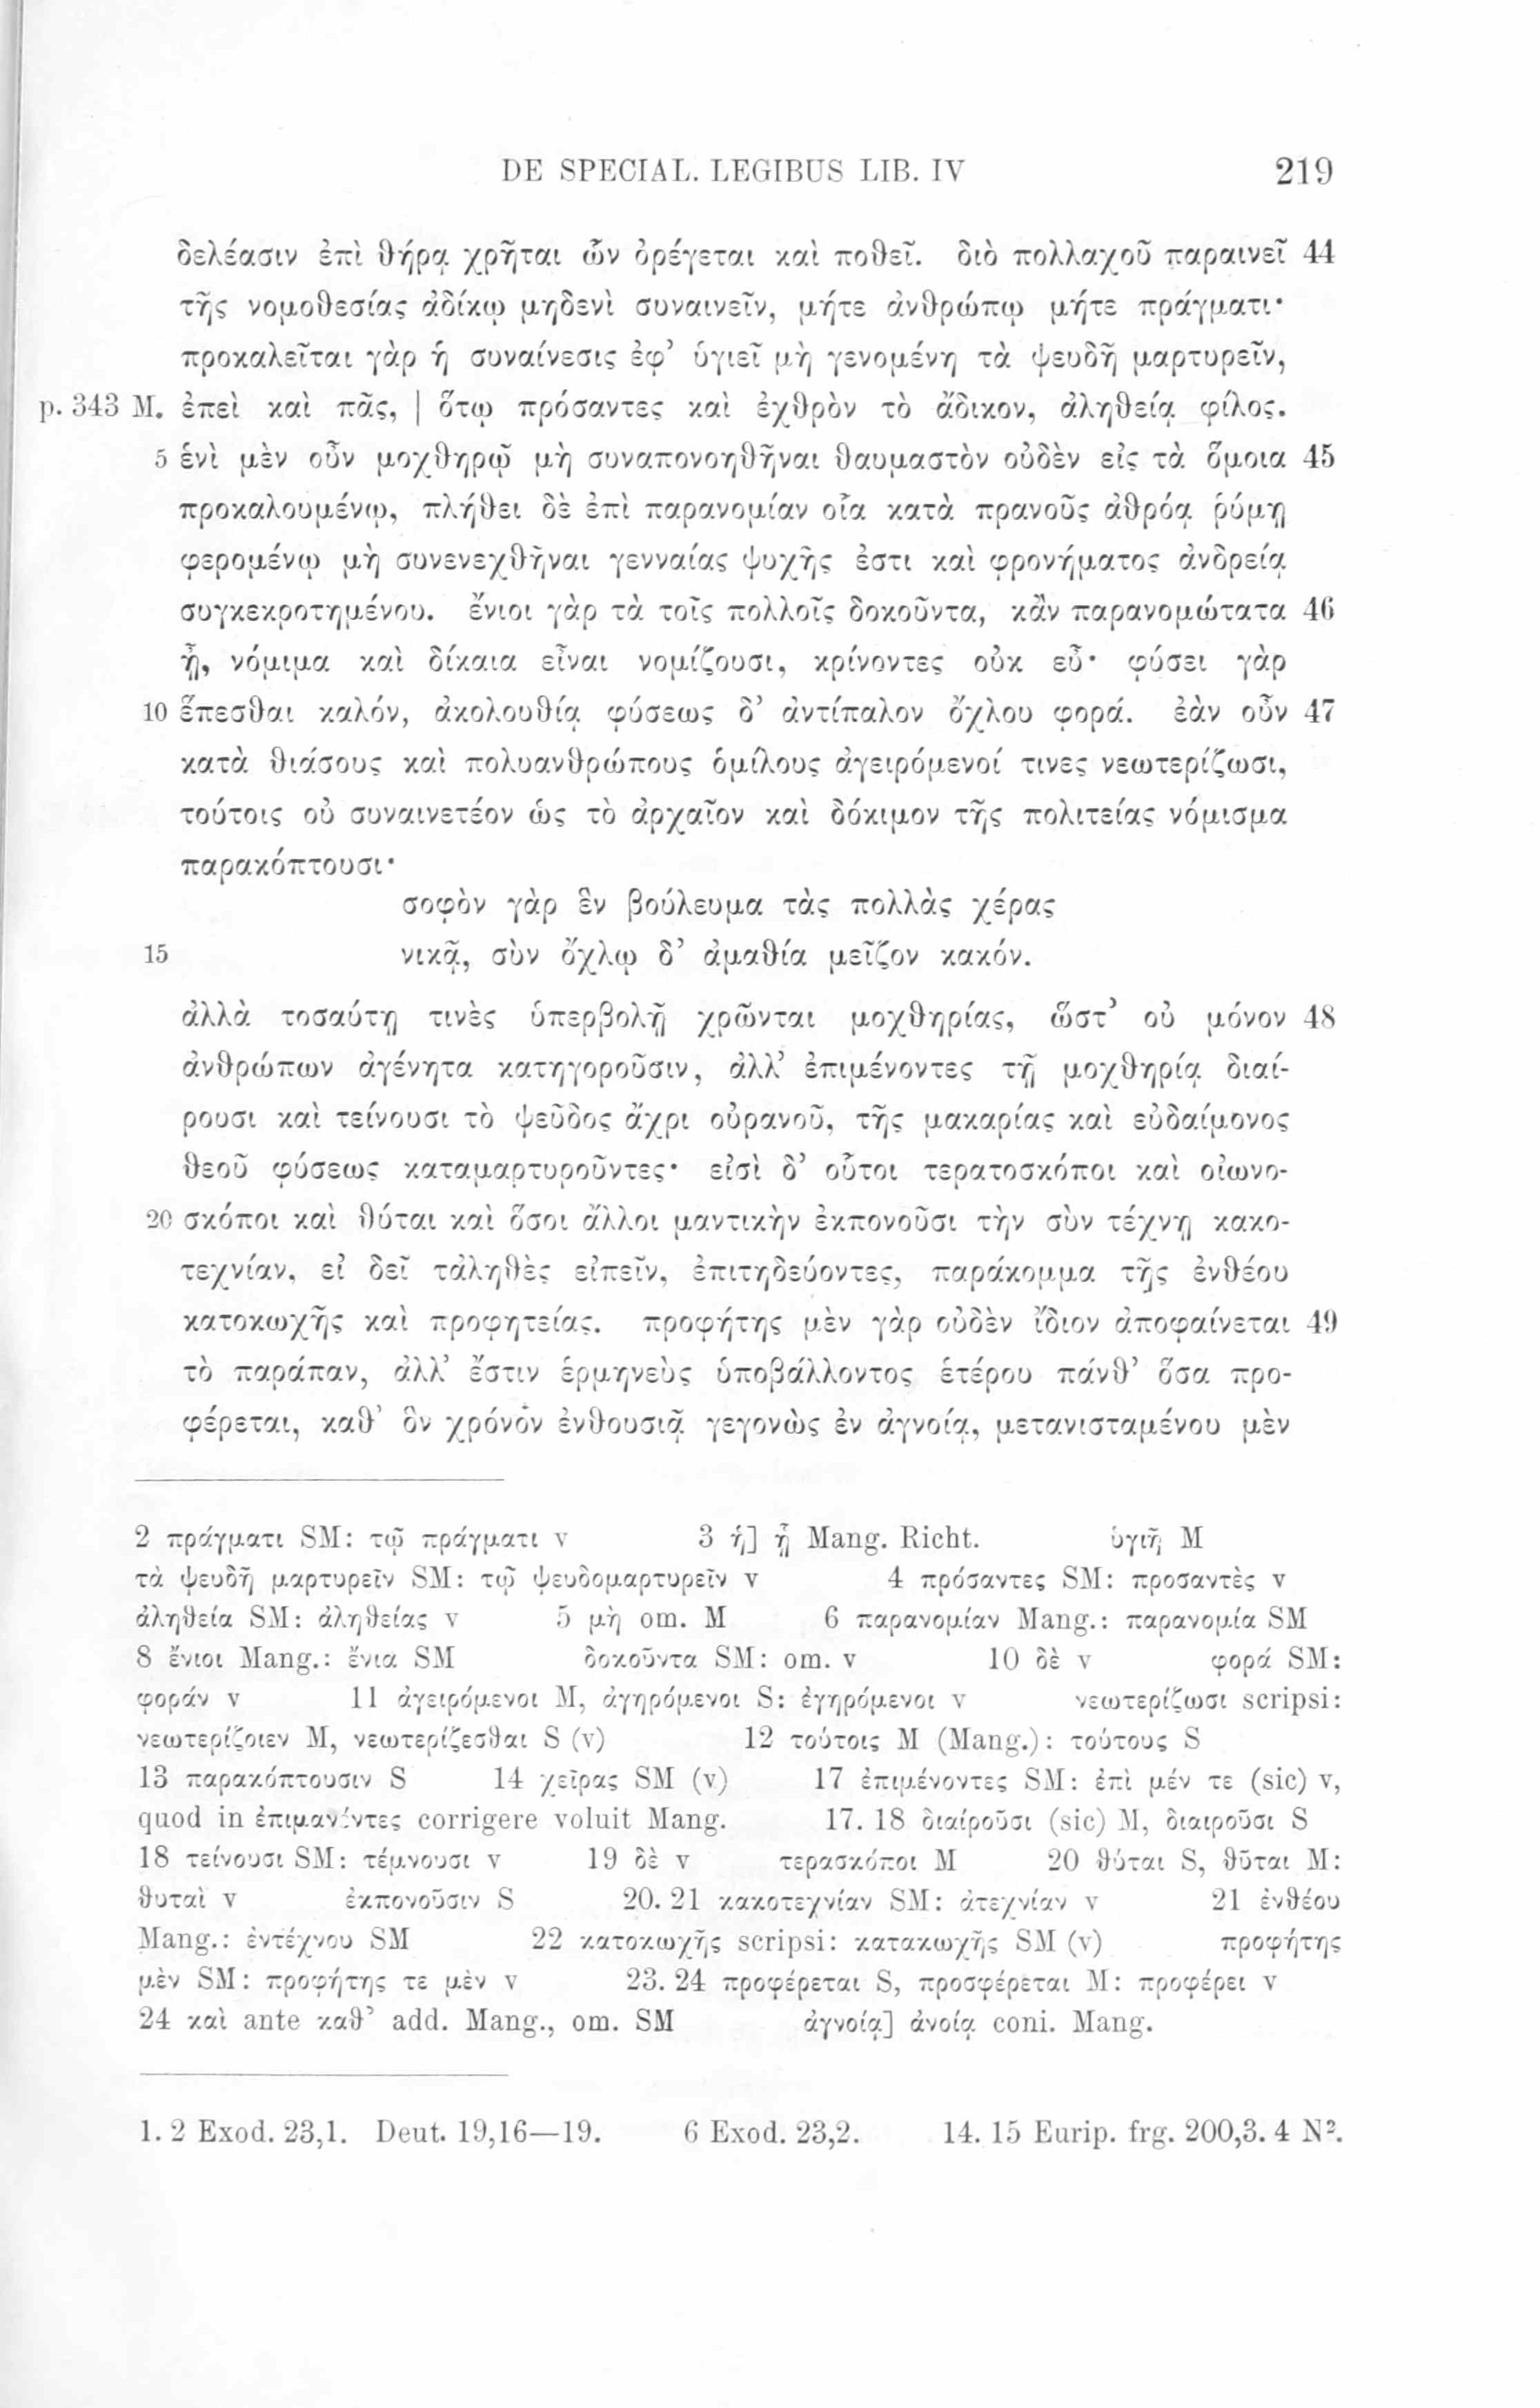 DE SPECIAL. LEGIBUS LIB. IV 219
δελέασιν ἐπὶ θήρᾳ χρῆται ὧν ὀρέγεται καὶ ποθεῖ. διὸ πολλαχοῦ παραινεῖ 44
τῆς νομοθεσίας ἀδίκῳ μηδενὶ συναινεῖν, μήτε ἀνθρώπῳ μήτε πράγματι·
προκαλεῖται γὰρ ἡ συναίνεσις ἐφ’ ὑγιεῖ μὴ γενομένη τὰ ψευδῆ μαρτυρεῖν,
p. 343 M. ἐπεὶ καὶ πᾶς, | ὅτῳ πρόσαντες καὶ ἐχθρὸν τὸ ἄδικον, ἀληθείᾳ φίλος.
5 ἑνὶ μὲν οὖν μοχθηρῷ μὴ συναπονοηθῆναι θαυμαστὸν οὐδὲν εἰς τὰ ὅμοια 45
προκαλουμένῳ, πλήθει δὲ ἐπὶ παρανομίαν οἷα κατὰ πρανοῦς ἀθρόᾳ ῥύμῃ
φερομένῳ μὴ συνενεχθῆναι γενναίας ψυχῆς ἐστι καὶ φρονήματος ἀνδρείᾳ
συγκεκροτημένου. ἔνιοι γὰρ τὰ τοῖς πολλοῖς δοκοῦντα, κἂν παρανομώτατα 46
ᾖ, νόμιμα καὶ δίκαια εἶναι νομίζουσι, κρίνοντες οὐκ εὖ· φύσει γὰρ
10 ἕπεσθαι καλόν, ἀκολουθίᾳ φύσεως δ’ ἀντίπαλον ὄχλου φορά. ἐὰν οὖν 47
κατὰ θιάσους καὶ πολυανθρώπους ὁμίλους ἀγειρόμενοί τινες νεωτερίζωσι,
τούτοις οὐ συναινετέον ὡς τὸ ἀρχαῖον καὶ δόκιμον τῆς πολιτείας νόμισμα
παρακόπτουσι·
σοφὸν γὰρ ἓν βούλευμα τὰς πολλὰς χέρας
15 νικᾷ, σὺν ὄχλῳ δ’ ἀμαθία μεῖζον κακόν.
ἀλλὰ τοσαύτῃ τινὲς ὑπερβολῇ χρῶνται μοχθηρίας, ὥστ’ οὐ μόνον 48
ἀνθρώπων ἀγένητα κατηγοροῦσιν, ἀλλ’ ἐπιμένοντες τῇ μοχθηρίᾳ διαί-
ρουσι καὶ τείνουσι τὸ ψεῦδος ἄχρι οὐρανοῦ, τῆς μακαρίας καὶ εὐδαίμονος
θεοῦ φύσεως καταμαρτυροῦντες· εἰσὶ δ’ οὗτοι τερατοσκόποι καὶ οἰωνο-
20 σκόποι καὶ θύται καὶ ὅσοι ἄλλοι μαντικὴν ἐκπονοῦσι τὴν σὺν τέχνῃ κακο-
τεχνίαν, εἰ δεῖ τἀληθὲς εἰπεῖν, ἐπιτηδεύοντες, παράκομμα τῆς ἐνθέου
κατοκωχῆς καὶ προφητείας. προφήτης μὲν γὰρ οὐδὲν ἴδιον ἀποφαίνεται 49
τὸ παράπαν, ἀλλ’ ἔστιν ἑρμηνεὺς ὑποβάλλοντος ἑτέρου πάνθ’ ὅσα προ-
φέρεται, καθ’ ὃν χρόνον ἐνθουσιᾷ γεγονὼς ἐν ἀγνοίᾳ, μετανισταμένου μὲν
2 πράγματι SM: τῷ πράγματι v 3 ἡ] ᾗ Mang. Richt. ὑγιῆ M
τὰ ψευδῆ μαρτυρεῖν SM: τῷ ψευδομαρτυρεῖν v 4 πρόσαντες SM: προσαντὲς v
ἀληθεία SM: ἀληθείας v 5 μὴ om. M 6 παρανομίαν Mang.: παρανομία SM
8 ἔνιοι Mang.: ἔνια SM δοκοῦντα SM: om. v 10 δὲ v φορά SM:
φοράν v 11 ἀγειρόμενοι M, ἀγηρόμενοι S: ἐγηρόμενοι v νεωτερίζωσι scripsi:
νεωτερίζοιεν M, νεωτερίζεσθαι S (v) 12 τούτοις M (Mang.): τούτους S
13 παρακόπτουσιν S 14 χεῖρας SM (v) 17 ἐπιμένοντες SM: ἐπὶ μέν τε (sic) v,
quod in ἐπιμανέντες corrigere voluit Mang. 17. 18 διαίροῦσι (sic) M, διαιροῦσι S
18 τείνουσι SM: τέμνουσι v 19 δὲ v τερασκόποι M 20 θύται S, θῦται M:
θυταὶ v ἐκπονοῦσιν S 20. 21 κακοτεχνίαν SM: ἀτεχνίαν v 21 ἐνθέου
Mang.: ἐντέχνου SM 22 κατοκωχῆς scripsi: κατακωχῆς SM (v) προφήτης
μὲν SM: προφήτης τε μὲν v 23. 24 προφέρεται S, προσφέρεται M: προφέρει v
24 καὶ ante καθ’ add. Mang., om. SM ἀγνοίᾳ] ἀνοίᾳ coni. Mang.
1. 2 Exod. 23,1. Deut. 19,16—19. 6 Exod. 23,2. 14. 15 Eurip. frg. 200,3. 4 N².